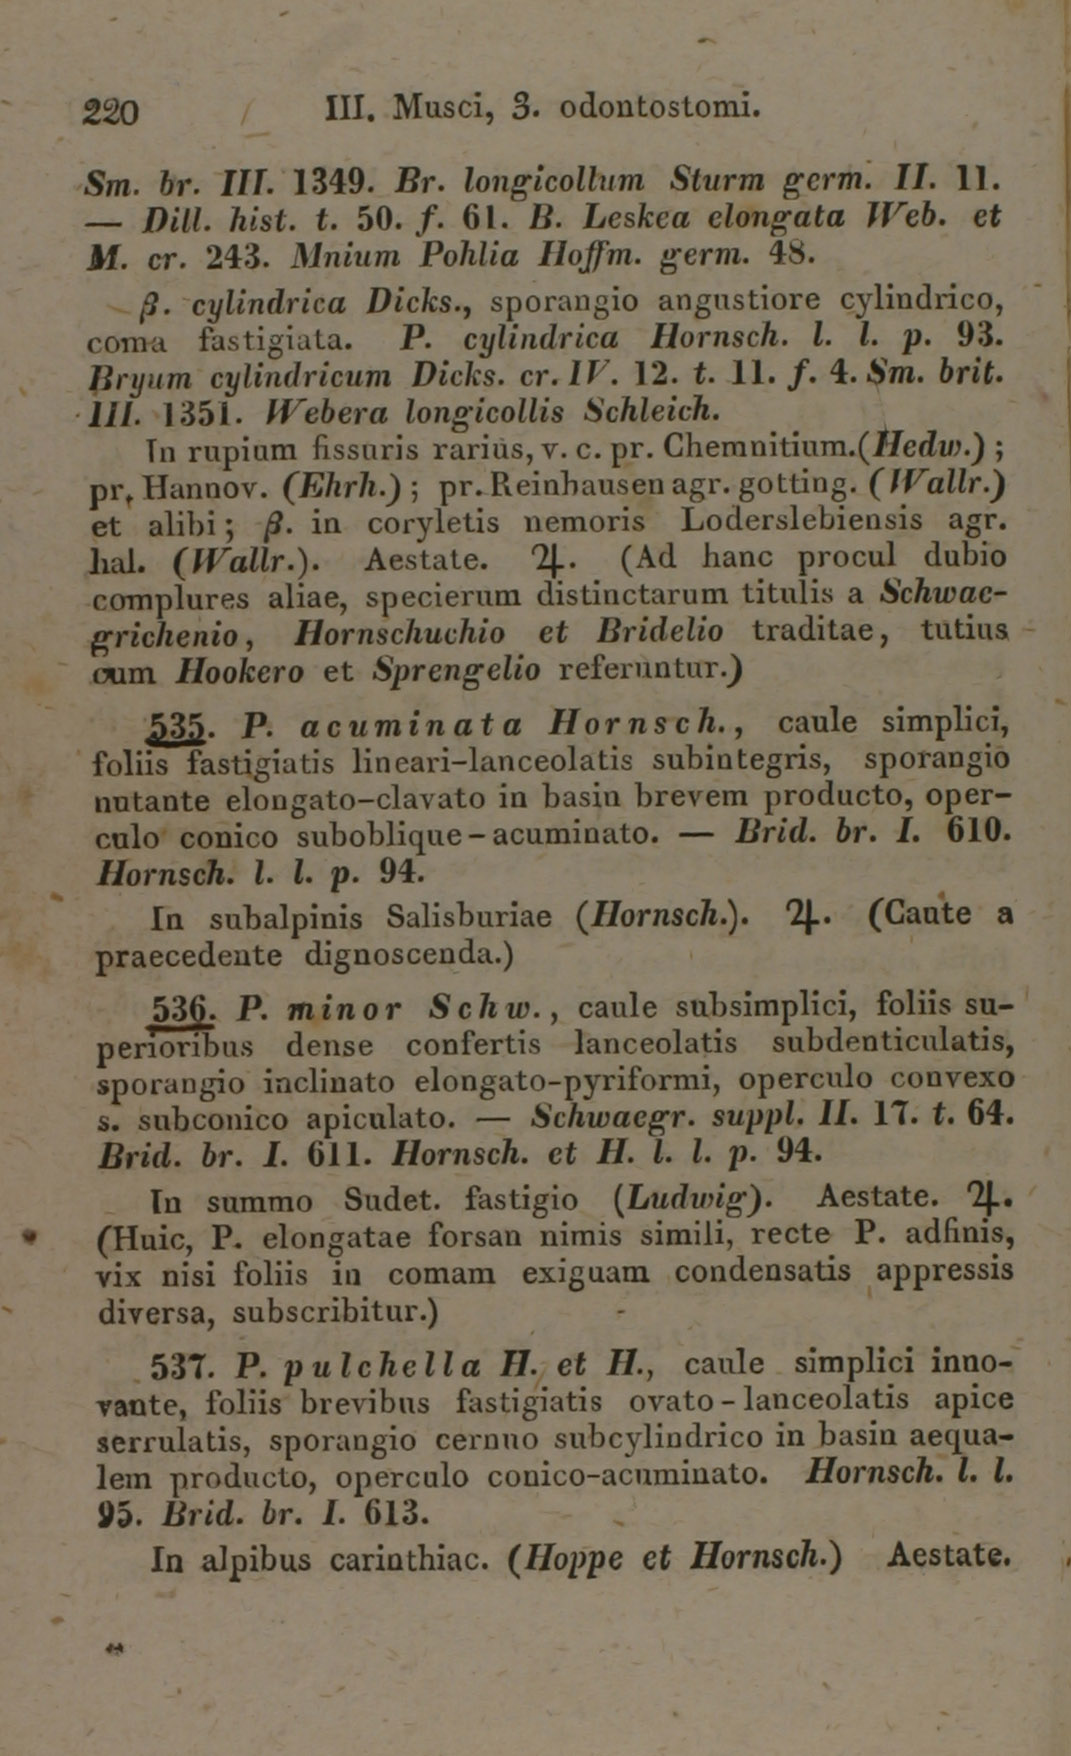 220 III. Musci, 3. odontostomi.
Sm. br. III. 1349. Br. longicollum Sturm germ. II. 11.
— Dill. hist. t. 50. f. 61. B. Leskea elongata Web. et
M. cr. 243. Mnium Pohlia Hoffm. germ. 48.
β. cylindrica Dicks., sporangio angustiore cylindrico,
coma fastigiata. P. cylindrica Hornsch. l. l. p. 93.
Bryum cylindricum Dicks. cr. IV. 12. t. 11. f. 4. Sm. brit.
III. 1351. Webera longicollis Schleich.
In rupium fissuris rarius, v. c. pr. Chemnitium.(Hedw.) ;
pr. Hannov. (Ehrh.) ; pr. Reinhausen agr. gotting. (Wallr.)
et alibi ; β. in coryletis nemoris Loderslebiensis agr.
hal. (Wallr.). Aestate. ♃. (Ad hanc procul dubio
complures aliae, specierum distinctarum titulis a Schwae-
grichenio, Hornschuchio et Bridelio traditae, tutius
cum Hookero et Sprengelio referuntur.)
535. P. acuminata Hornsch., caule simplici,
foliis fastigiatis lineari-lanceolatis subintegris, sporangio
nutante elongato-clavato in basin brevem producto, oper-
culo conico suboblique-acuminato. — Brid. br. I. 610.
Hornsch. l. l. p. 94.
In subalpinis Salisburiae (Hornsch.). ♃. (Caute a
praecedente dignoscenda.)
536. P. minor Schw., caule subsimplici, foliis su-
perioribus dense confertis lanceolatis subdenticulatis,
sporangio inclinato elongato-pyriformi, operculo convexo
s. subconico apiculato. — Schwaegr. suppl. II. 17. t. 64.
Brid. br. I. 611. Hornsch. et H. l. l. p. 94.
In summo Sudet. fastigio (Ludwig). Aestate. ♃.
(Huic, P. elongatae forsan nimis simili, recte P. adfinis,
vix nisi foliis in comam exiguam condensatis appressis
diversa, subscribitur.)
537. P. pulchella H. et H., caule simplici inno-
vante, foliis brevibus fastigiatis ovato-lanceolatis apice
serrulatis, sporangio cernuo subcylindrico in basin aequa-
lem producto, operculo conico-acuminato. Hornsch. l. l.
95. Brid. br. I. 613.
In alpibus carinthiac. (Hoppe et Hornsch.) Aestate.